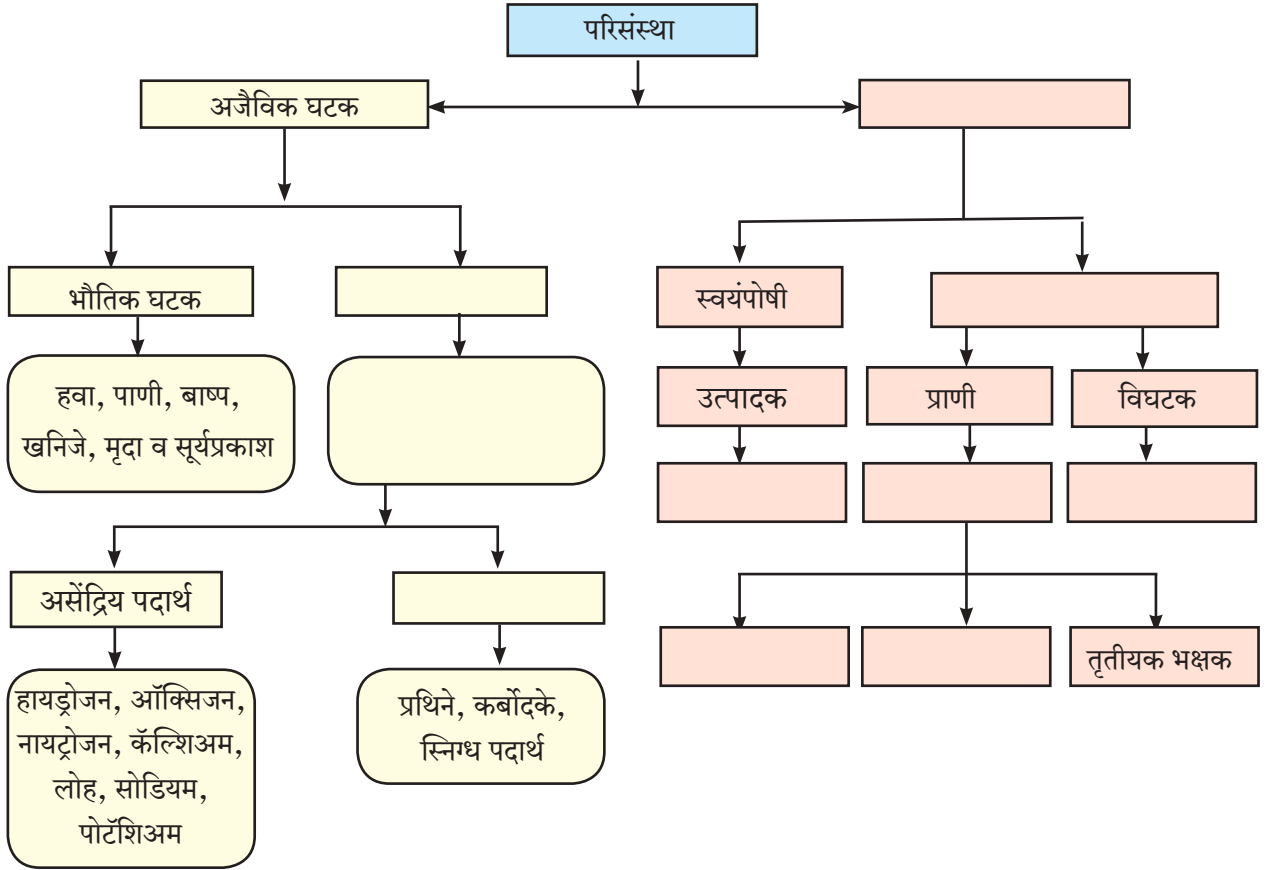 परिसंस्था
अजैविक घटक
भौतिक घटक
स्वयंपोषी
हवा, पाणी, बाष्प,
खनिजे, मृदा व सूर्यप्रकाश
उत्पादक
प्राणी
विघटक
असेंद्रिय पदार्थ
हायड्रोजन, ऑक्सिजन,
नायट्रोजन, कॅल्शिअम,
लोह, सोडियम,
पोटॅशिअम
प्रथिने, कर्बोदके,
स्निग्ध पदार्थ
तृतीयक भक्षक